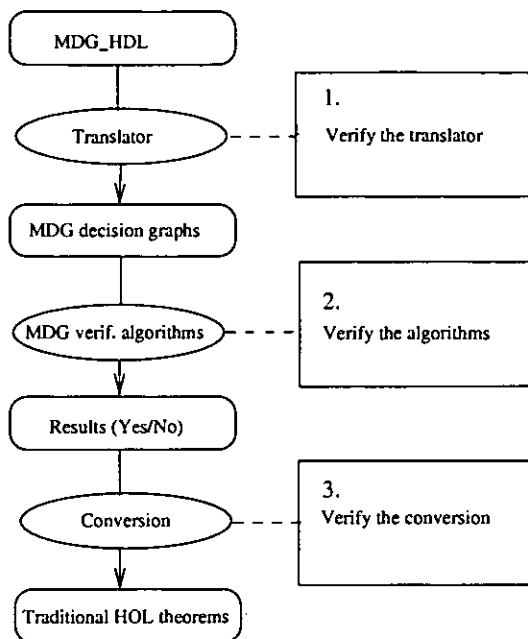 MDG_HDL
1.
Translator
Verify the translator
MDG decision graphs
2.
MDG verif. algorithms
Verify the algorithms
Results (Yes/No)
3.
Conversion
Verify the conversion
Traditional HOL theorems